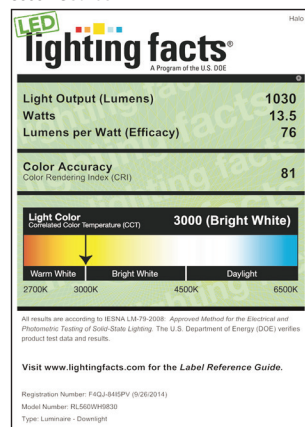 Halo
LED
lighting facts®
A Program of the U.S. DOE
Light Output (Lumens) 1030
Watts 13.5
Lumens per Watt (Efficacy) 76
Color Accuracy
Color Rendering Index (CRI) 81
Light Color
Correlated Color Temperature (CCT) 3000 (Bright White)
Warm White Bright White Daylight
2700K 3000K 4500K 6500K
All results are according to IESNA LM-79-2008: Approved Method for the Electrical and
Photometric Testing of Solid-State Lighting. The U.S. Department of Energy (DOE) verifies
product test data and results.
Visit www.lightingfacts.com for the Label Reference Guide.
Registration Number: F4QJ-84I5PV (9/26/2014)
Model Number: RL560WH9830
Type: Luminaire - Downlight